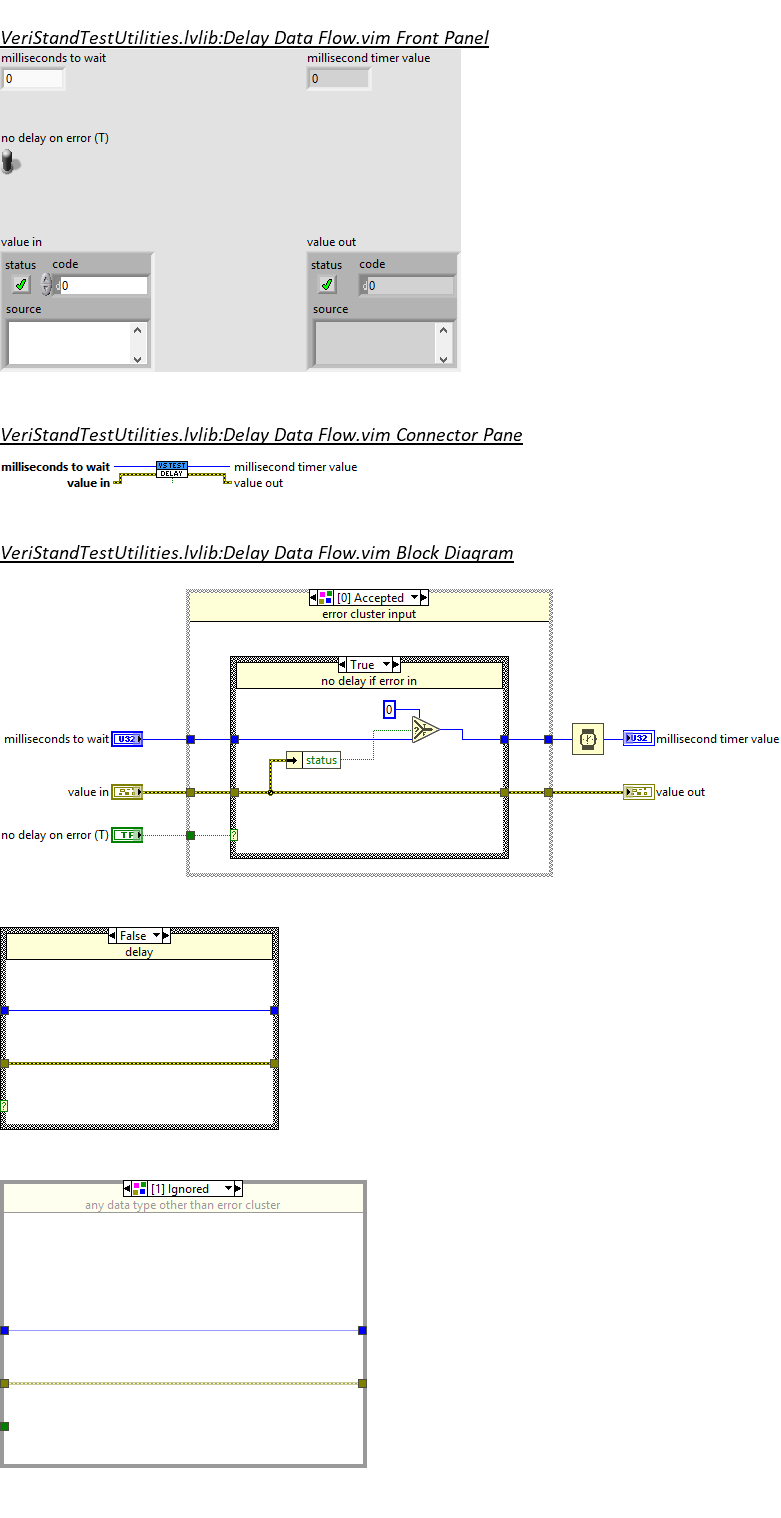 VeriStandTestUtilities.lvlib:Delay Data Flow.vim Front Panel
milliseconds to wait
millisecond timer value
0
0
no delay on error (T)
value in
value out
status
code
status
code
d 0
d 0
source
source
VeriStandTestUtilities.lvlib:Delay Data Flow.vim Connector Pane
milliseconds to wait
VS TEST
millisecond timer value
value in
DELAY
value out
VeriStandTestUtilities.lvlib:Delay Data Flow.vim Block Diagram
[0] Accepted
error cluster input
True
no delay if error in
0
T
F
?
milliseconds to wait
U32
U32
millisecond timer value
status
value in
value out
no delay on error (T)
TF
?
False
delay
?
[1] Ignored
any data type other than error cluster